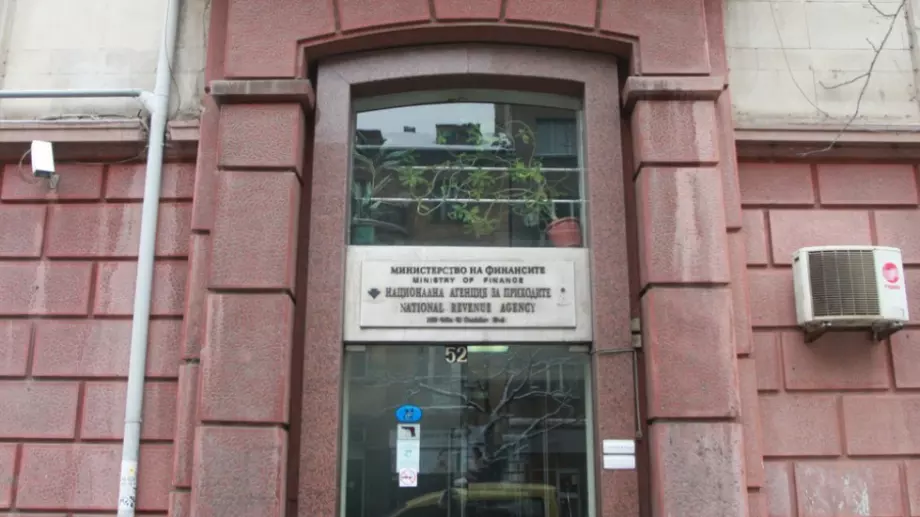 МИНИСТЕРСТВО НА ФИНАНСИТЕ
MINISTRY OF FINANCE
НАЦИОНАЛНА АГЕНЦИЯ ЗА ПРИХОДИТЕ
NATIONAL REVENUE AGENCY
52